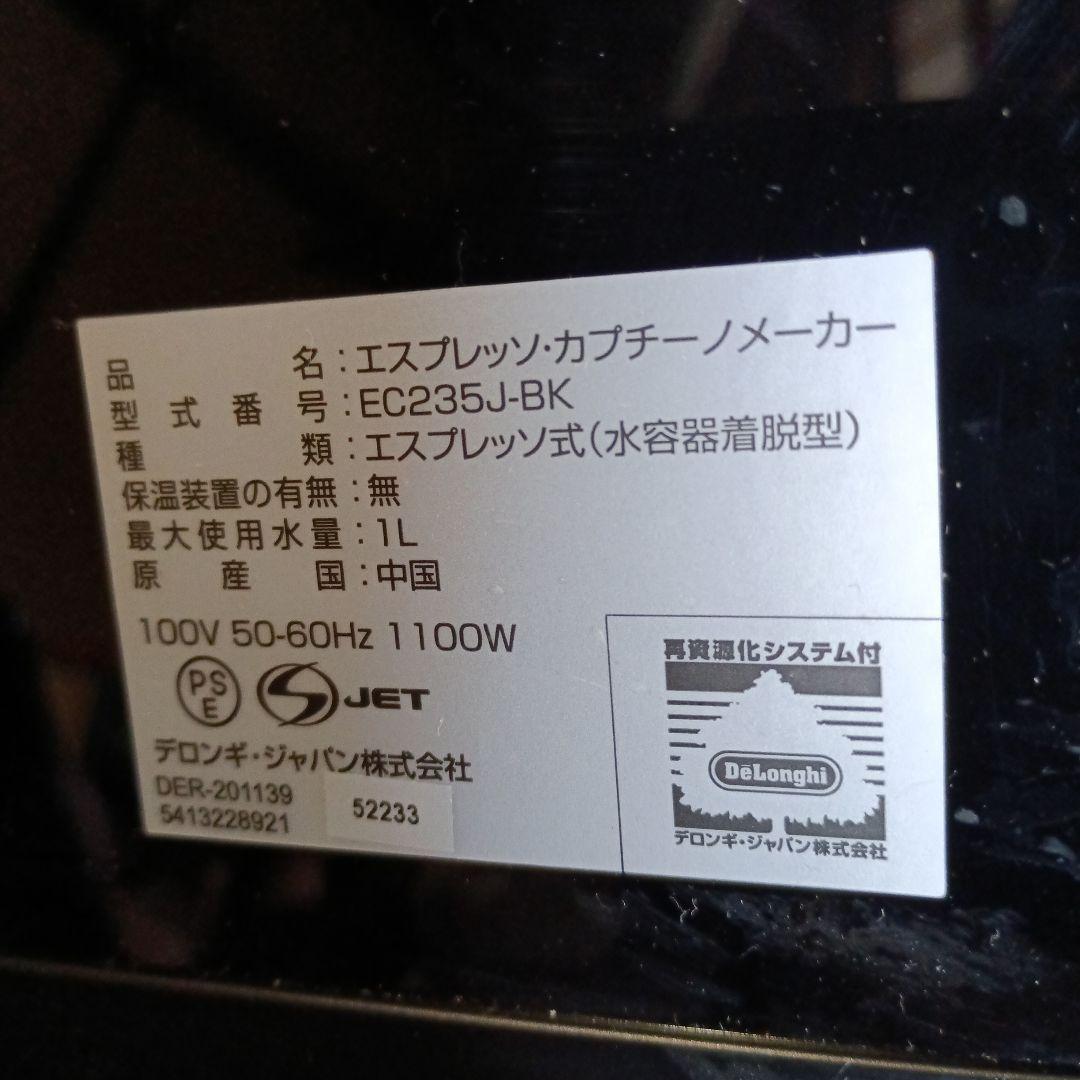 品名：エスプレッソ・カプチーノメーカー
型式番号：EC235J-BK
種類：エスプレッソ式(水容器着脱型)
保温装置の有無：無
最大使用水量：1L
原産国：中国
100V 50-60Hz 1100W
PSE
S JET
デロンギ・ジャパン株式会社
DER-201139
5413228921
52233
再資源化システム付
DeLonghi
デロンギ・ジャパン株式会社